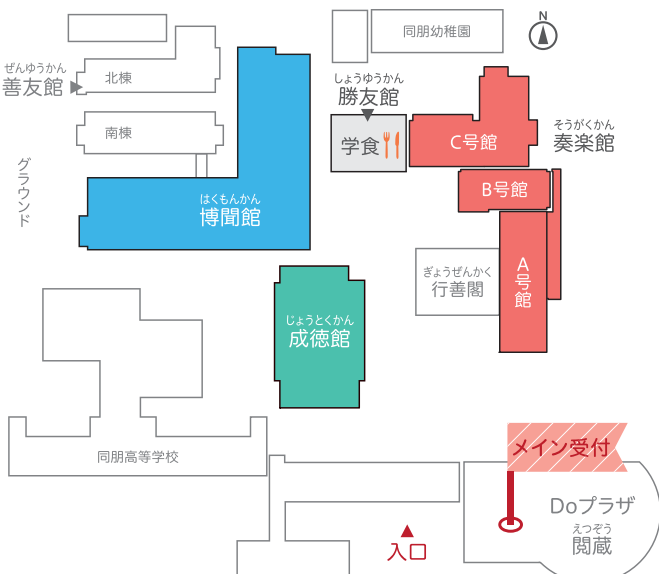 同朋幼稚園
N
ぜんゆうかん
善友館
北棟
南棟
しょうゆうかん
勝友館
学食
C号館
そうがくかん
奏楽館
B号館
グラウンド
はくもんかん
博聞館
A号館
ぎょうぜんかく
行善閣
じょうとくかん
成徳館
同朋高等学校
メイン受付
Doプラザ
えつぞう
閲蔵
入口